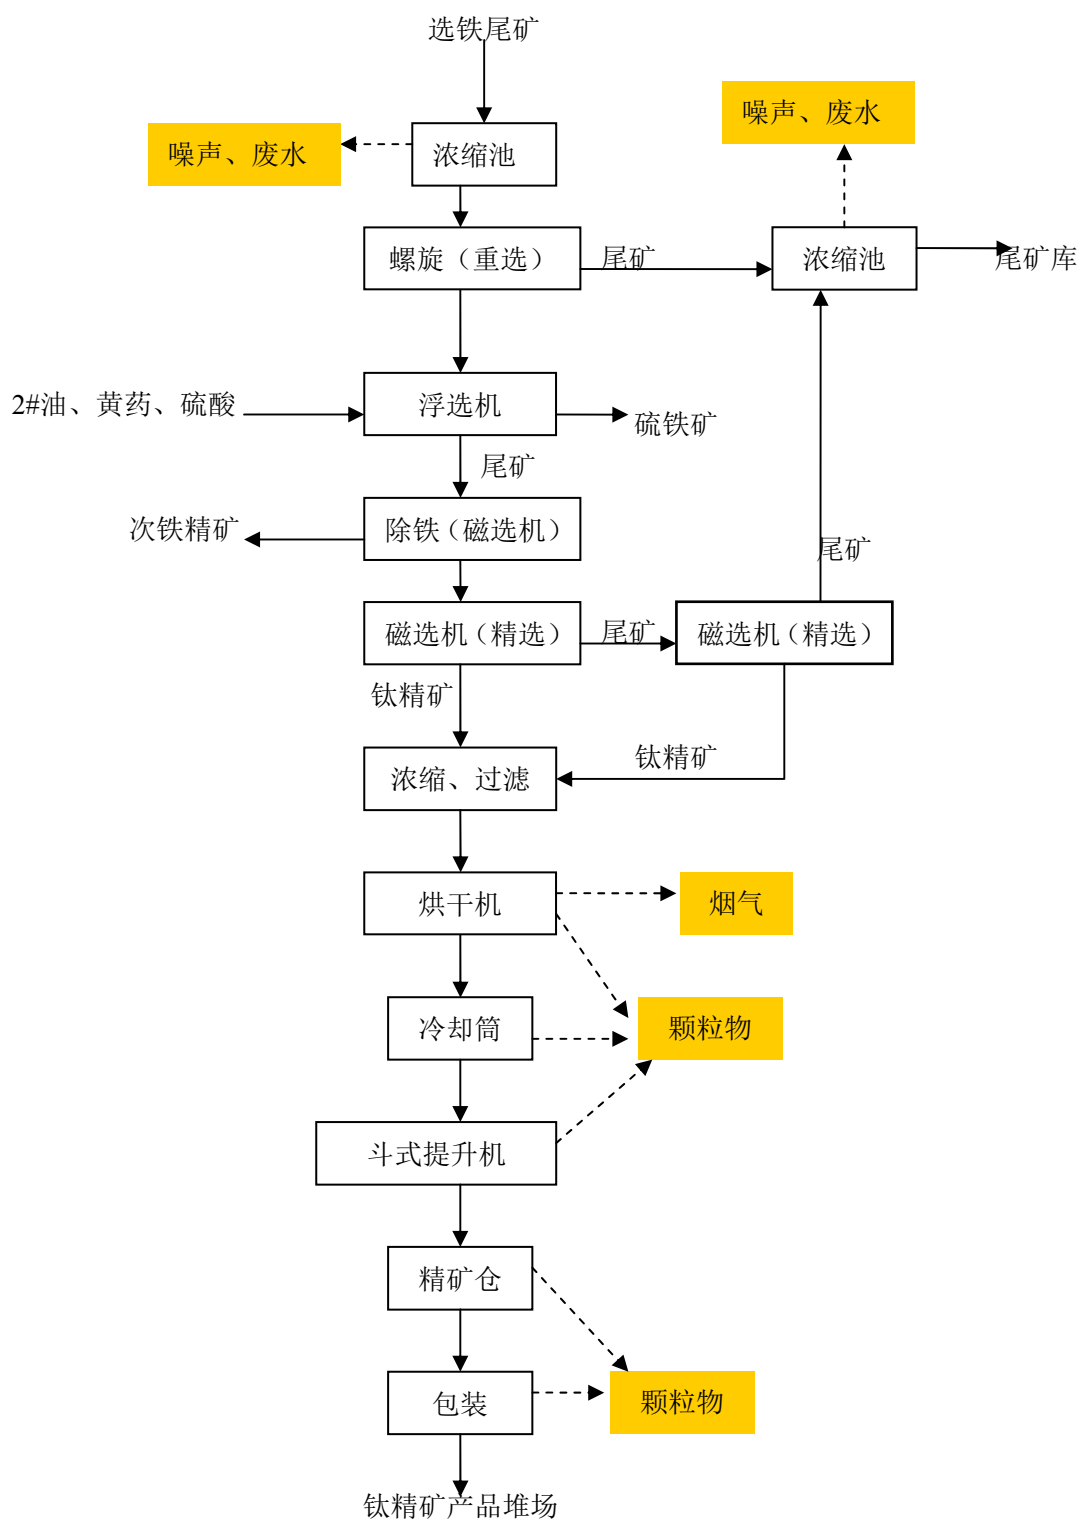 选铁尾矿
噪声、废水
噪声、废水
浓缩池
螺旋（重选）
尾矿
浓缩池
尾矿库
2#油、黄药、硫酸
浮选机
硫铁矿
尾矿
次铁精矿
除铁（磁选机）
尾矿
磁选机（精选）
尾矿
磁选机（精选）
钛精矿
钛精矿
浓缩、过滤
烘干机
烟气
冷却筒
颗粒物
斗式提升机
精矿仓
包装
颗粒物
钛精矿产品堆场